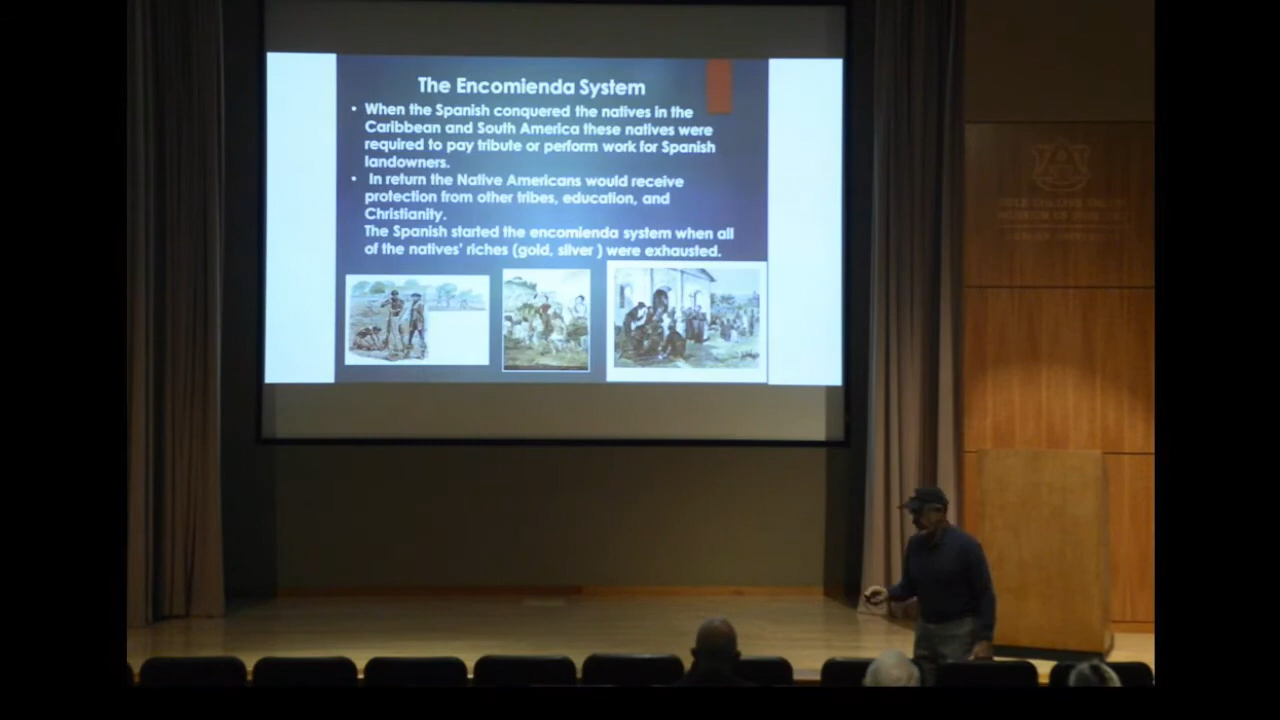 The Encomienda System
• When the Spanish conquered the natives in the
Caribbean and South America these natives were
required to pay tribute or perform work for Spanish
landowners.
• In return the Native Americans would receive
protection from other tribes, education, and
Christianity.
The Spanish started the encomienda system when all
of the natives' riches (gold, silver ) were exhausted.